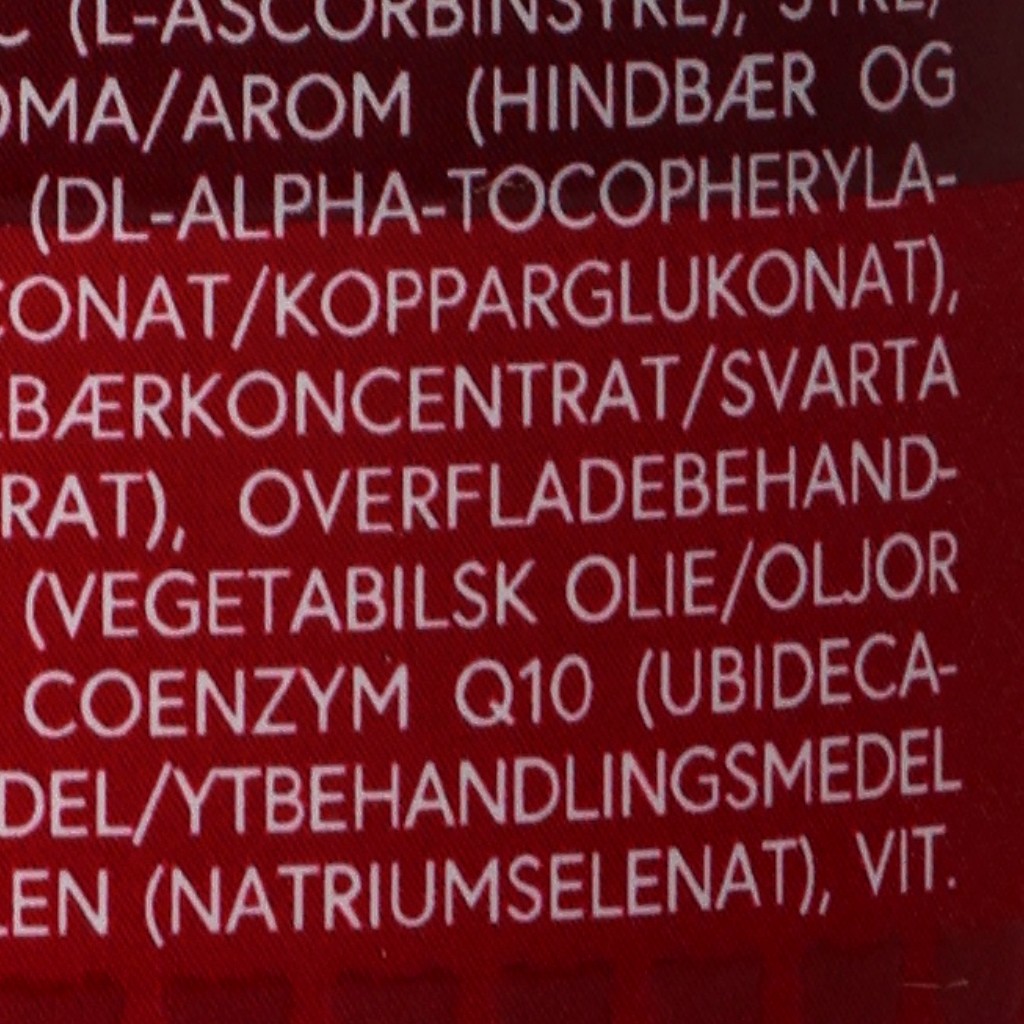 C (L-ASCORBINSYRE), SYRE/
OMA/AROM (HINDBÆR OG
(DL-ALPHA-TOCOPHERYLA-
CONAT/KOPPARGLUKONAT),
BÆRKONCENTRAT/SVARTA
RAT), OVERFLADEBEHAND-
(VEGETABILSK OLIE/OLJOR
COENZYM Q10 (UBIDECA-
DEL/YTBEHANDLINGSMEDEL
LEN (NATRIUMSELENAT), VIT.